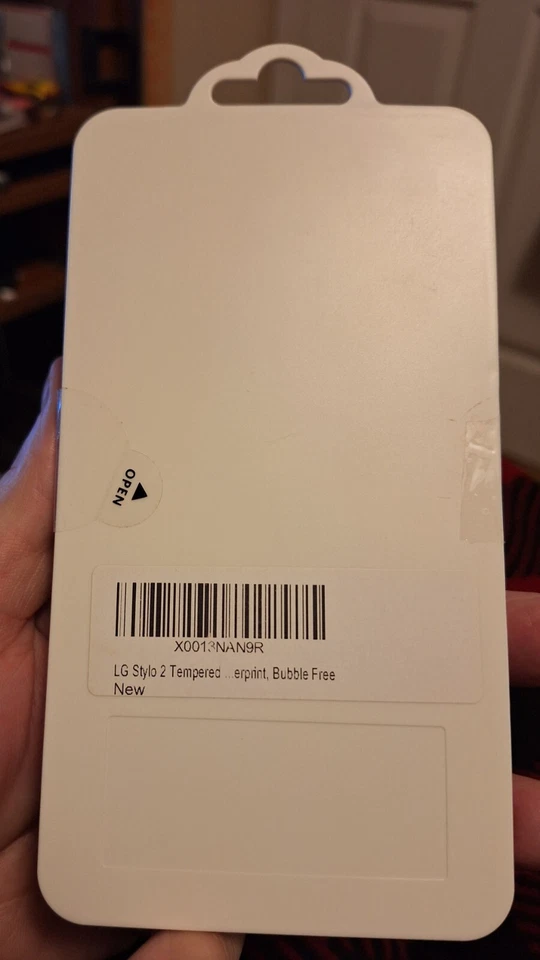 OPEN
X0013NAN9R
LG Stylo 2 Tempered ...erprint, Bubble Free
New